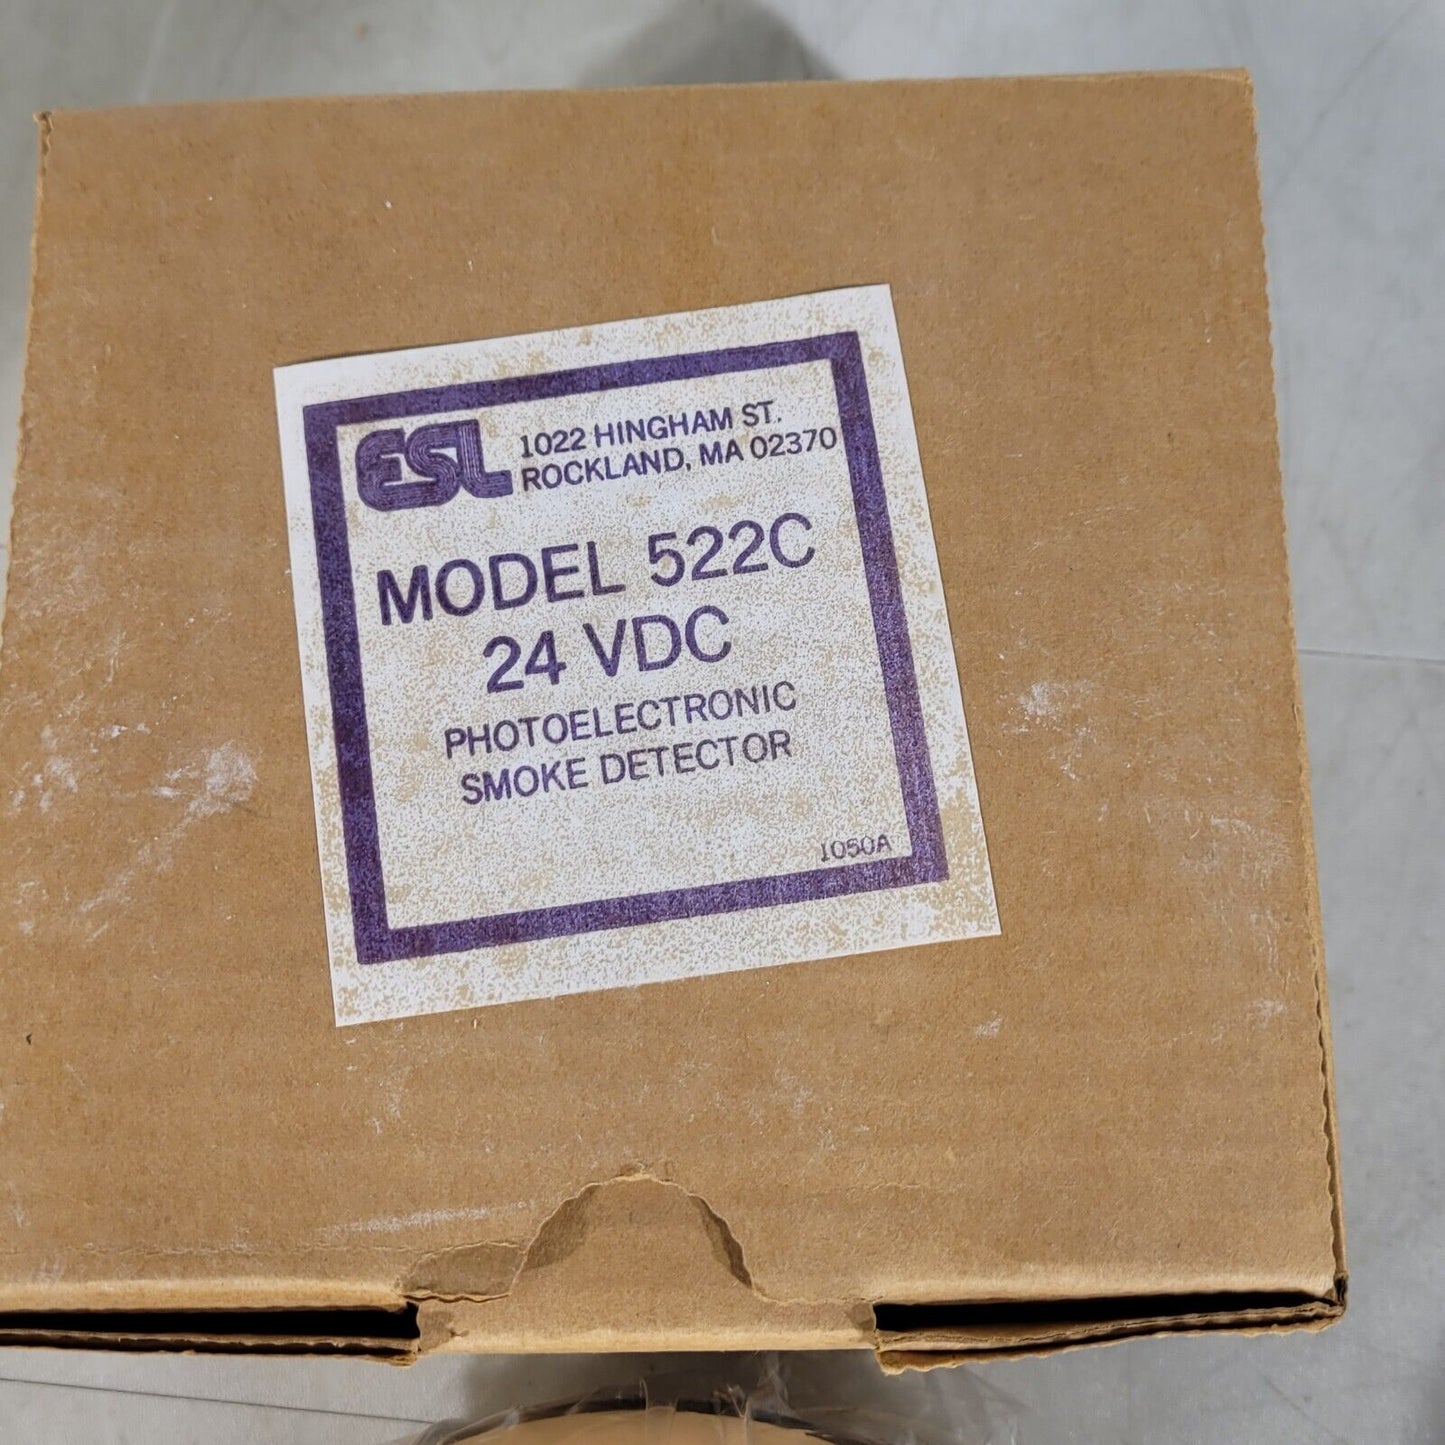 ESL
1022 HINGHAM ST.
ROCKLAND, MA 02370
MODEL 522C
24 VDC
PHOTOELECTRONIC
SMOKE DETECTOR
1050A